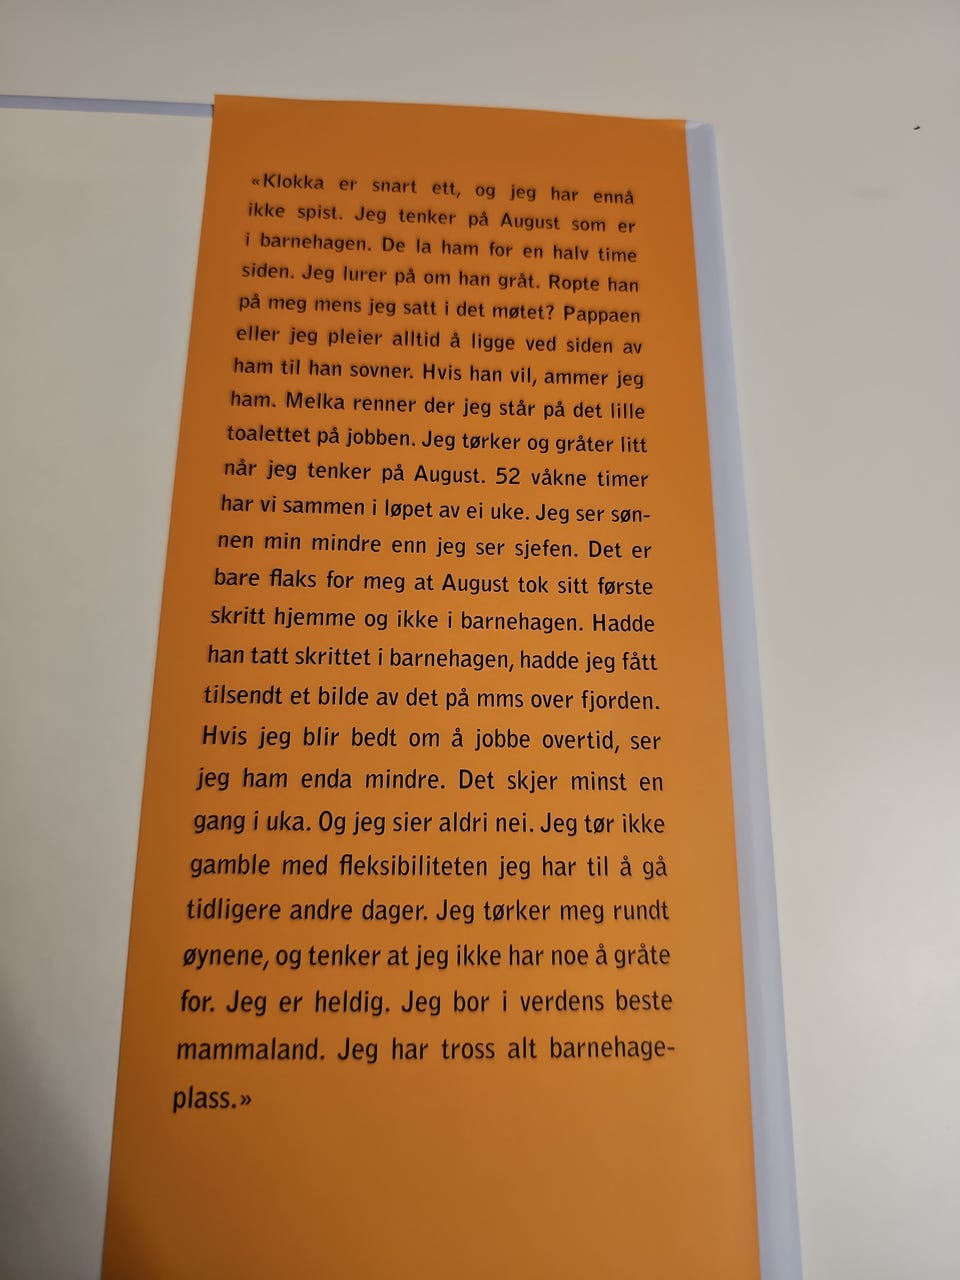 «Klokka er snart ett, og jeg har ennå
ikke spist. Jeg tenker på August som er
i barnehagen. De la ham for en halv time
siden. Jeg lurer på om han gråt. Ropte han
på meg mens jeg satt i det møtet? Pappaen
eller jeg pleier alltid å ligge ved siden av
ham til han sovner. Hvis han vil, ammer jeg
ham. Melka renner der jeg står på det lille
toalettet på jobben. Jeg tørker og gråter litt
når jeg tenker på August. 52 våkne timer
har vi sammen i løpet av ei uke. Jeg ser søn-
nen min mindre enn jeg ser sjefen. Det er
bare flaks for meg at August tok sitt første
skritt hjemme og ikke i barnehagen. Hadde
han tatt skrittet i barnehagen, hadde jeg fått
tilsendt et bilde av det på mms over fjorden.
Hvis jeg blir bedt om å jobbe overtid, ser
jeg ham enda mindre. Det skjer minst en
gang i uka. Og jeg sier aldri nei. Jeg tør ikke
gamble med fleksibiliteten jeg har til å gå
tidligere andre dager. Jeg tørker meg rundt
øynene, og tenker at jeg ikke har noe å gråte
for. Jeg er heldig. Jeg bor i verdens beste
mammaland. Jeg har tross alt barnehage-
plass.»